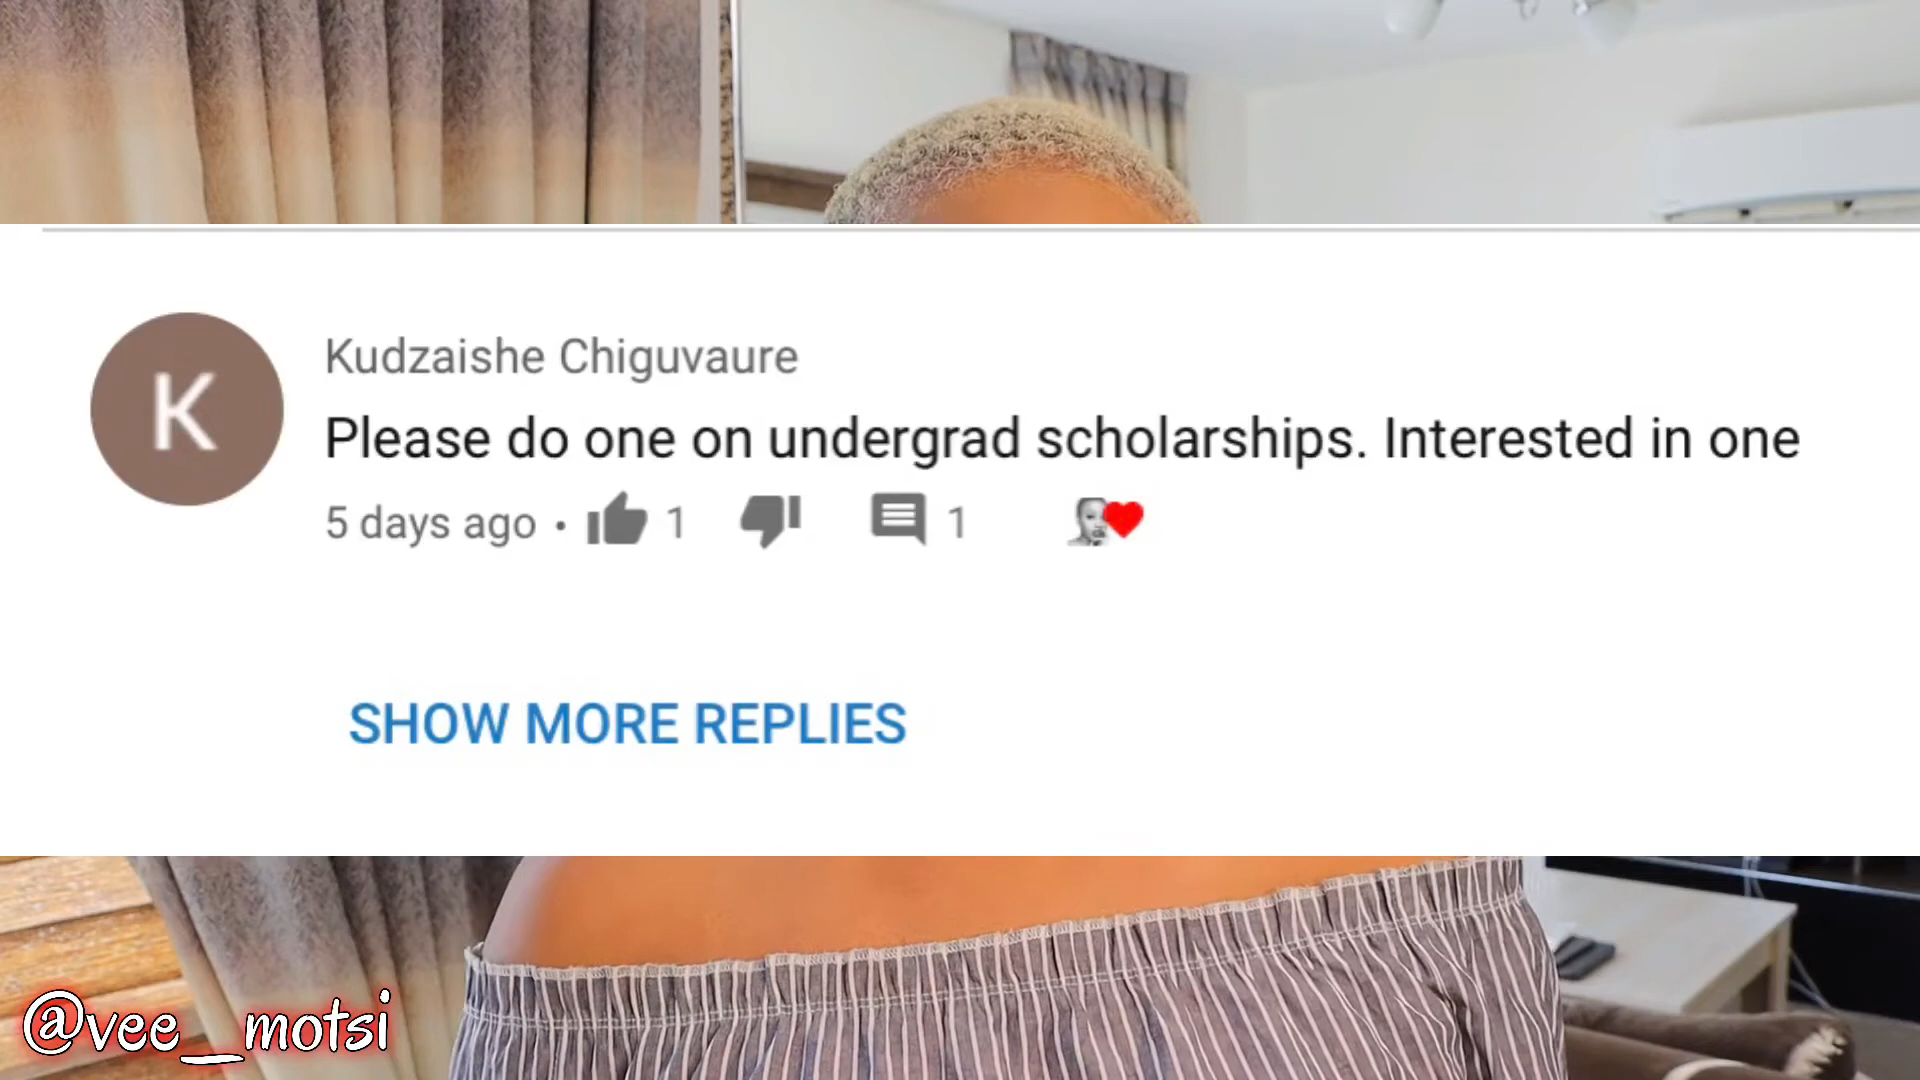 K
Kudzaishe Chiguvaure
Please do one on undergrad scholarships. Interested in one
5 days ago • 1 1
SHOW MORE REPLIES
@vee__motsi